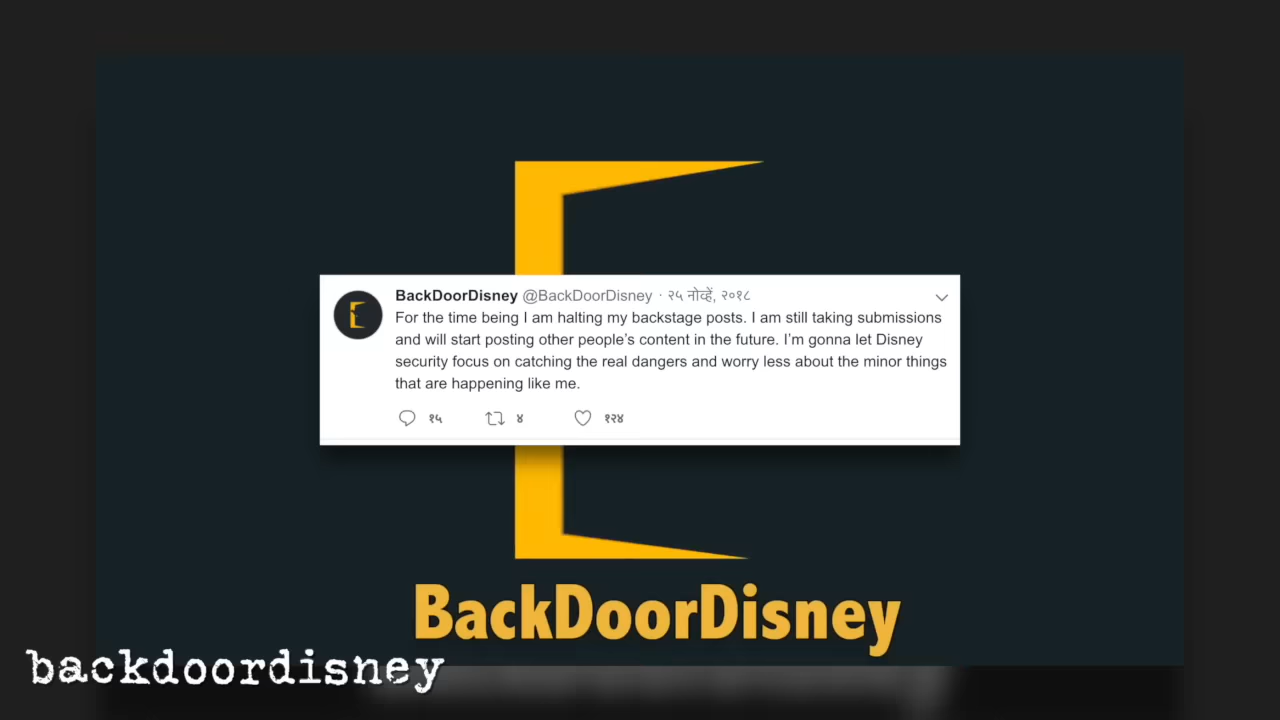 BackDoorDisney @BackDoorDisney · २५ नोव्हें, २०१८
For the time being I am halting my backstage posts. I am still taking submissions
and will start posting other people's content in the future. I'm gonna let Disney
security focus on catching the real dangers and worry less about the minor things
that are happening like me.
१५ ४ १२४
BackDoorDisney
backdoordisney